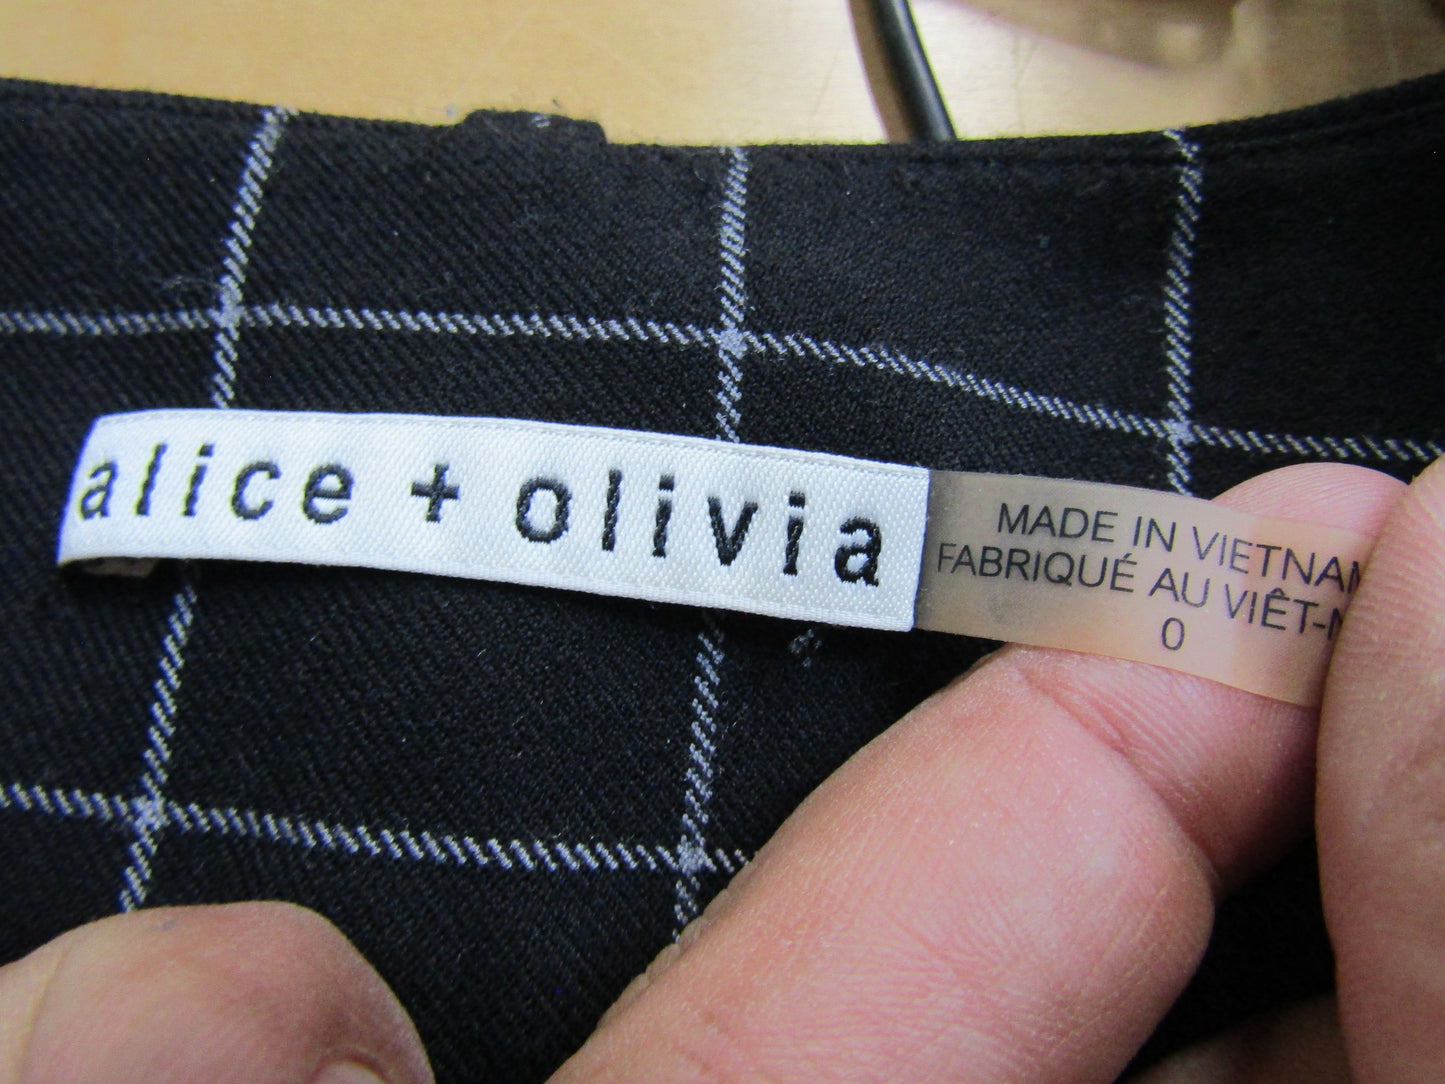 alice + olivia
MADE IN VIETNAM
FABRIQUÉ AU VIÊT-N
0